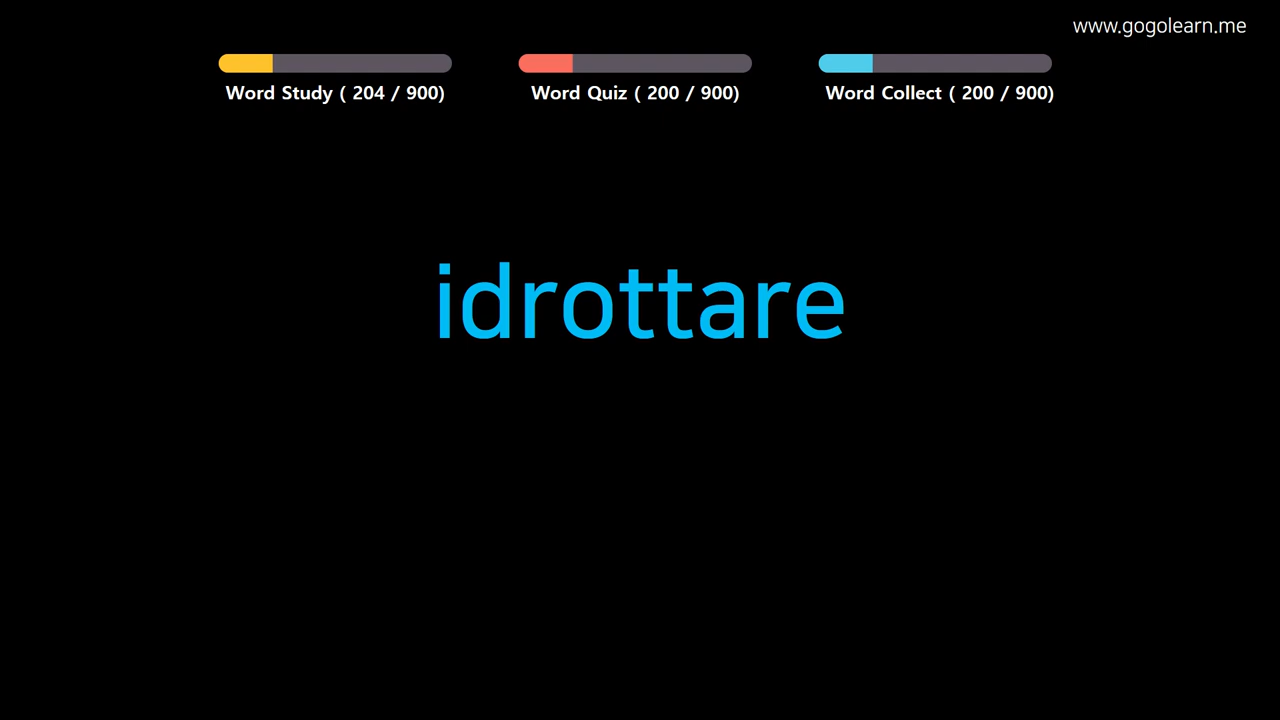 www.gogolearn.me
Word Study ( 204 / 900)
Word Quiz ( 200 / 900)
Word Collect ( 200 / 900)
idrottare